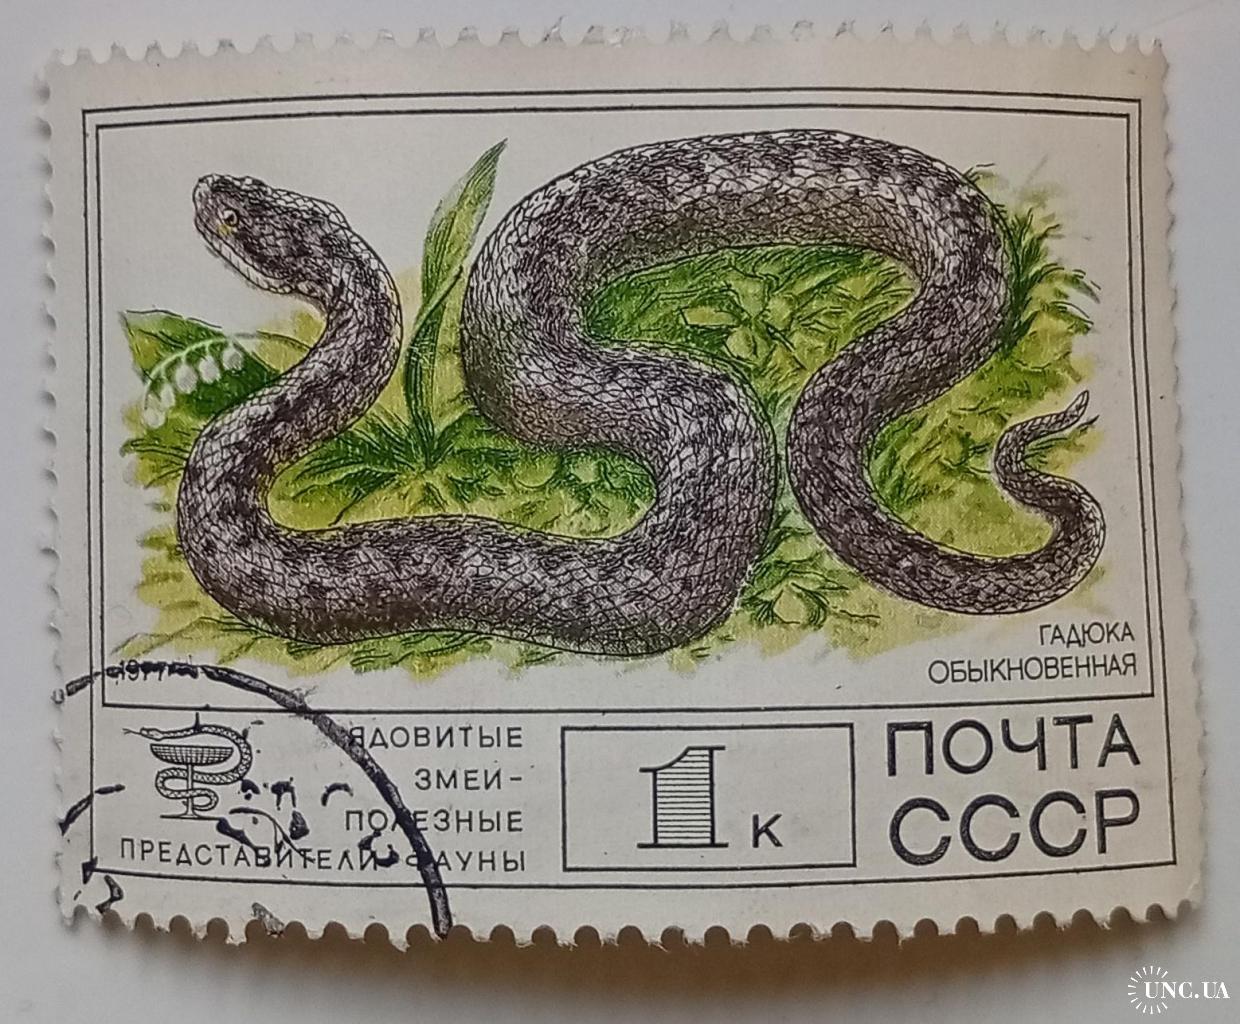 ГАДЮКА
ОБЫКНОВЕННАЯ
1977
ЯДОВИТЫЕ
ЗМЕИ-
ПОЛЕЗНЫЕ
ПРЕДСТАВИТЕЛИ ФАУНЫ
1 К
ПОЧТА
СССР
UNC.UA